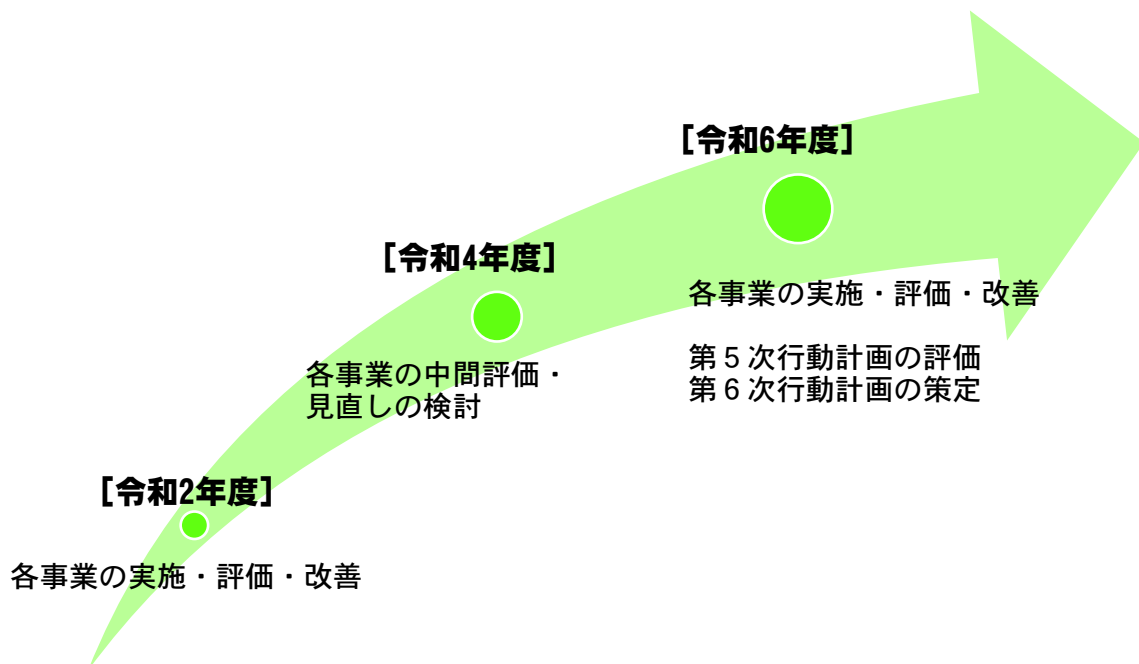 [令和2年度]
各事業の実施・評価・改善
[令和4年度]
各事業の中間評価・
見直しの検討
[令和6年度]
各事業の実施・評価・改善
第５次行動計画の評価
第６次行動計画の策定